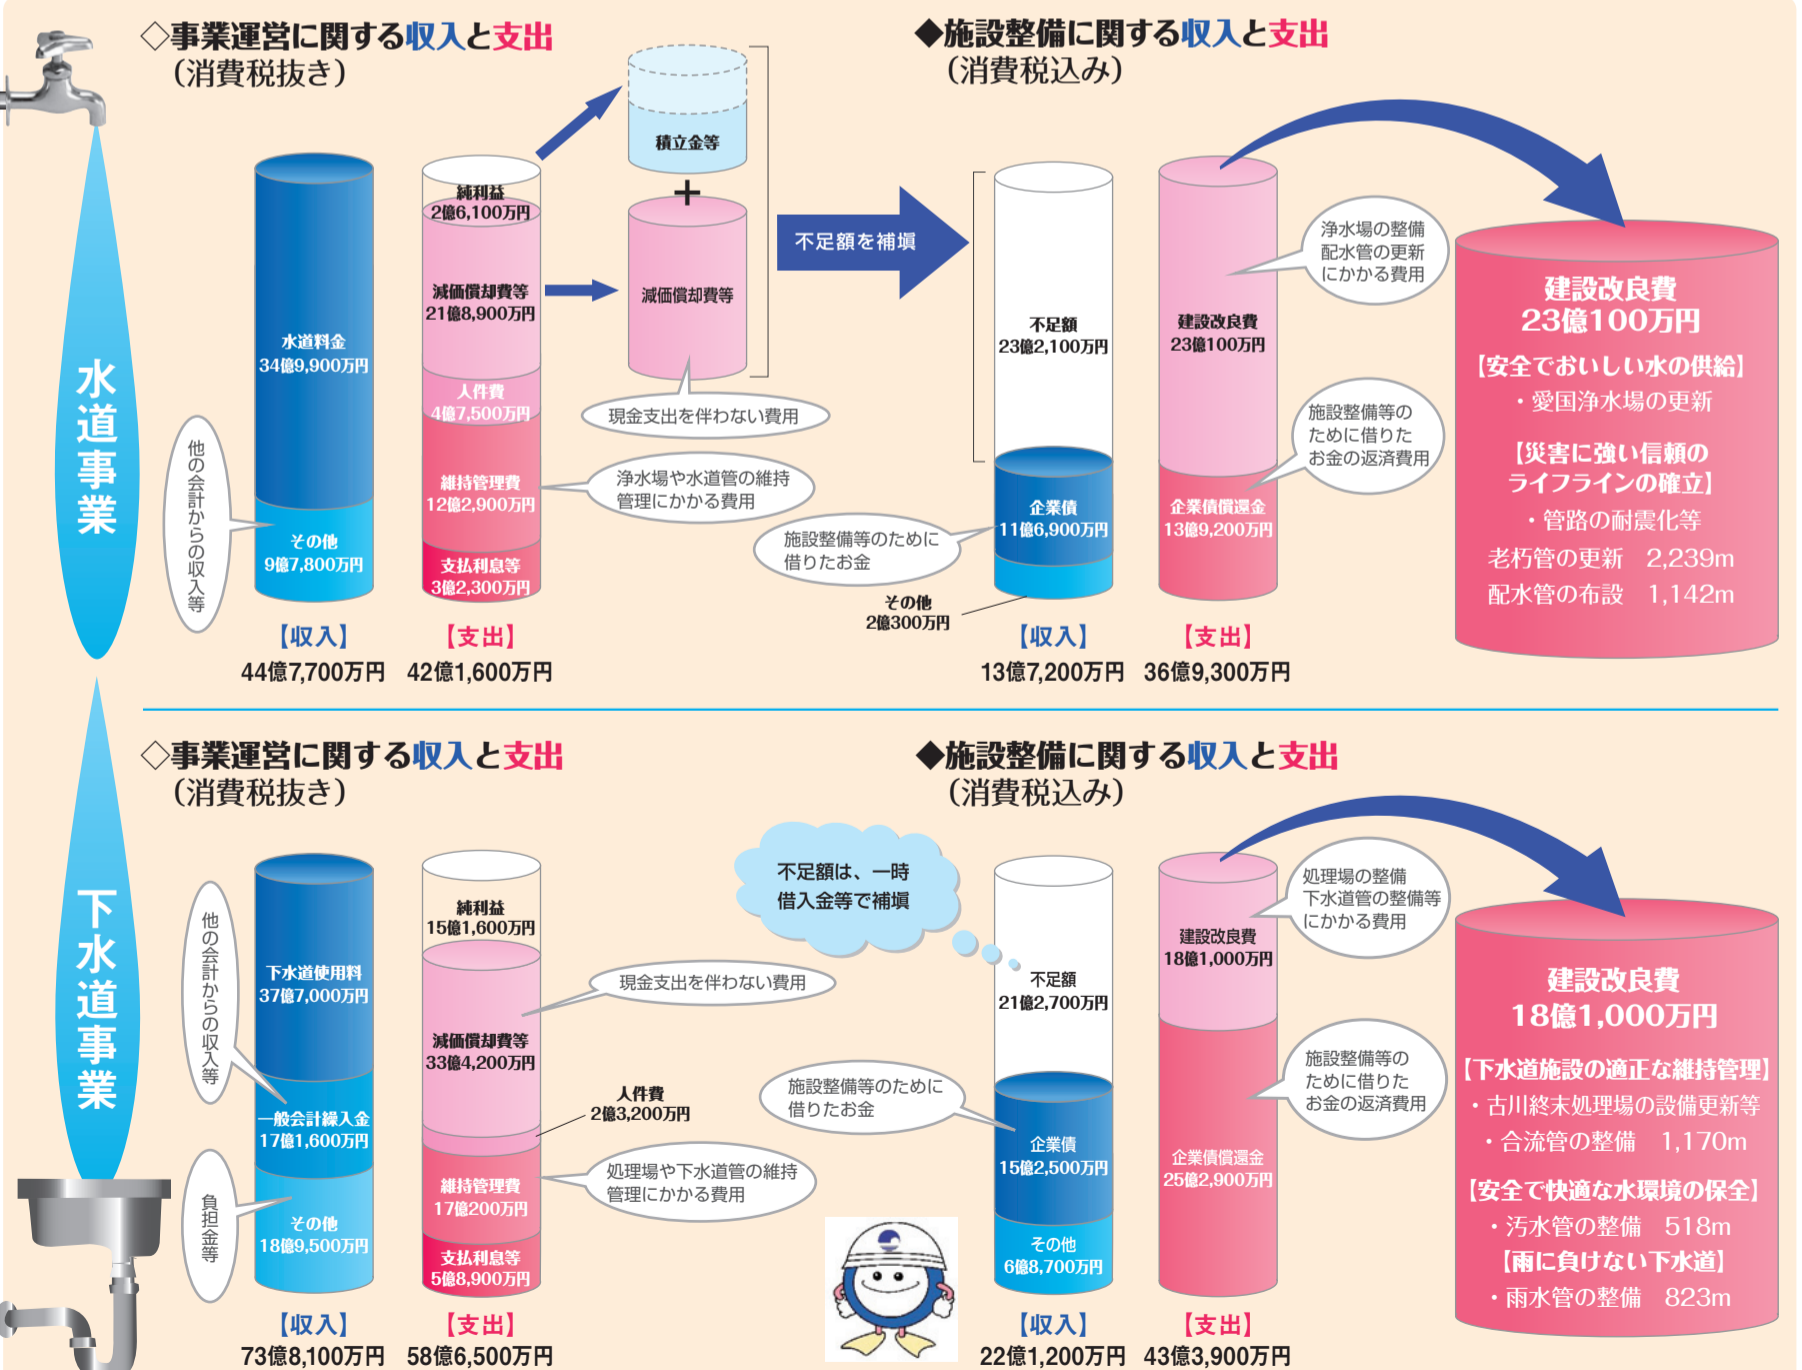 ◇事業運営に関する収入と支出
（消費税抜き）
◆施設整備に関する収入と支出
（消費税込み）
水道事業
他の会計からの収入等
水道料金
34億9,900万円
その他
9億7,800万円
【収入】
44億7,700万円
純利益
2億6,100万円
減価償却費等
21億8,900万円
人件費
4億7,500万円
維持管理費
12億2,900万円
支払利息等
3億2,300万円
【支出】
42億1,600万円
積立金等
+
減価償却費等
現金支出を伴わない費用
浄水場や水道管の維持
管理にかかる費用
不足額を補塡
不足額
23億2,100万円
企業債
11億6,900万円
施設整備等のために
借りたお金
その他
2億300万円
【収入】
13億7,200万円
建設改良費
23億100万円
企業債償還金
13億9,200万円
【支出】
36億9,300万円
浄水場の整備
配水管の更新
にかかる費用
施設整備等の
ために借りた
お金の返済費用
建設改良費
23億100万円
【安全でおいしい水の供給】
・愛国浄水場の更新
【災害に強い信頼の
ライフラインの確立】
・管路の耐震化等
老朽管の更新　2,239m
配水管の布設　1,142m
◇事業運営に関する収入と支出
（消費税抜き）
◆施設整備に関する収入と支出
（消費税込み）
下水道事業
他の会計からの収入等
負担金等
下水道使用料
37億7,000万円
一般会計繰入金
17億1,600万円
その他
18億9,500万円
【収入】
73億8,100万円
純利益
15億1,600万円
減価償却費等
33億4,200万円
人件費
2億3,200万円
維持管理費
17億200万円
支払利息等
5億8,900万円
【支出】
58億6,500万円
現金支出を伴わない費用
処理場や下水道管の維持
管理にかかる費用
不足額は、一時
借入金等で補塡
不足額
21億2,700万円
施設整備等のために
借りたお金
企業債
15億2,500万円
その他
6億8,700万円
【収入】
22億1,200万円
建設改良費
18億1,000万円
企業債償還金
25億2,900万円
【支出】
43億3,900万円
処理場の整備
下水道管の整備等
にかかる費用
施設整備等の
ために借りた
お金の返済費用
建設改良費
18億1,000万円
【下水道施設の適正な維持管理】
・古川終末処理場の設備更新等
・合流管の整備　1,170m
【安全で快適な水環境の保全】
・汚水管の整備　518m
【雨に負けない下水道】
・雨水管の整備　823m